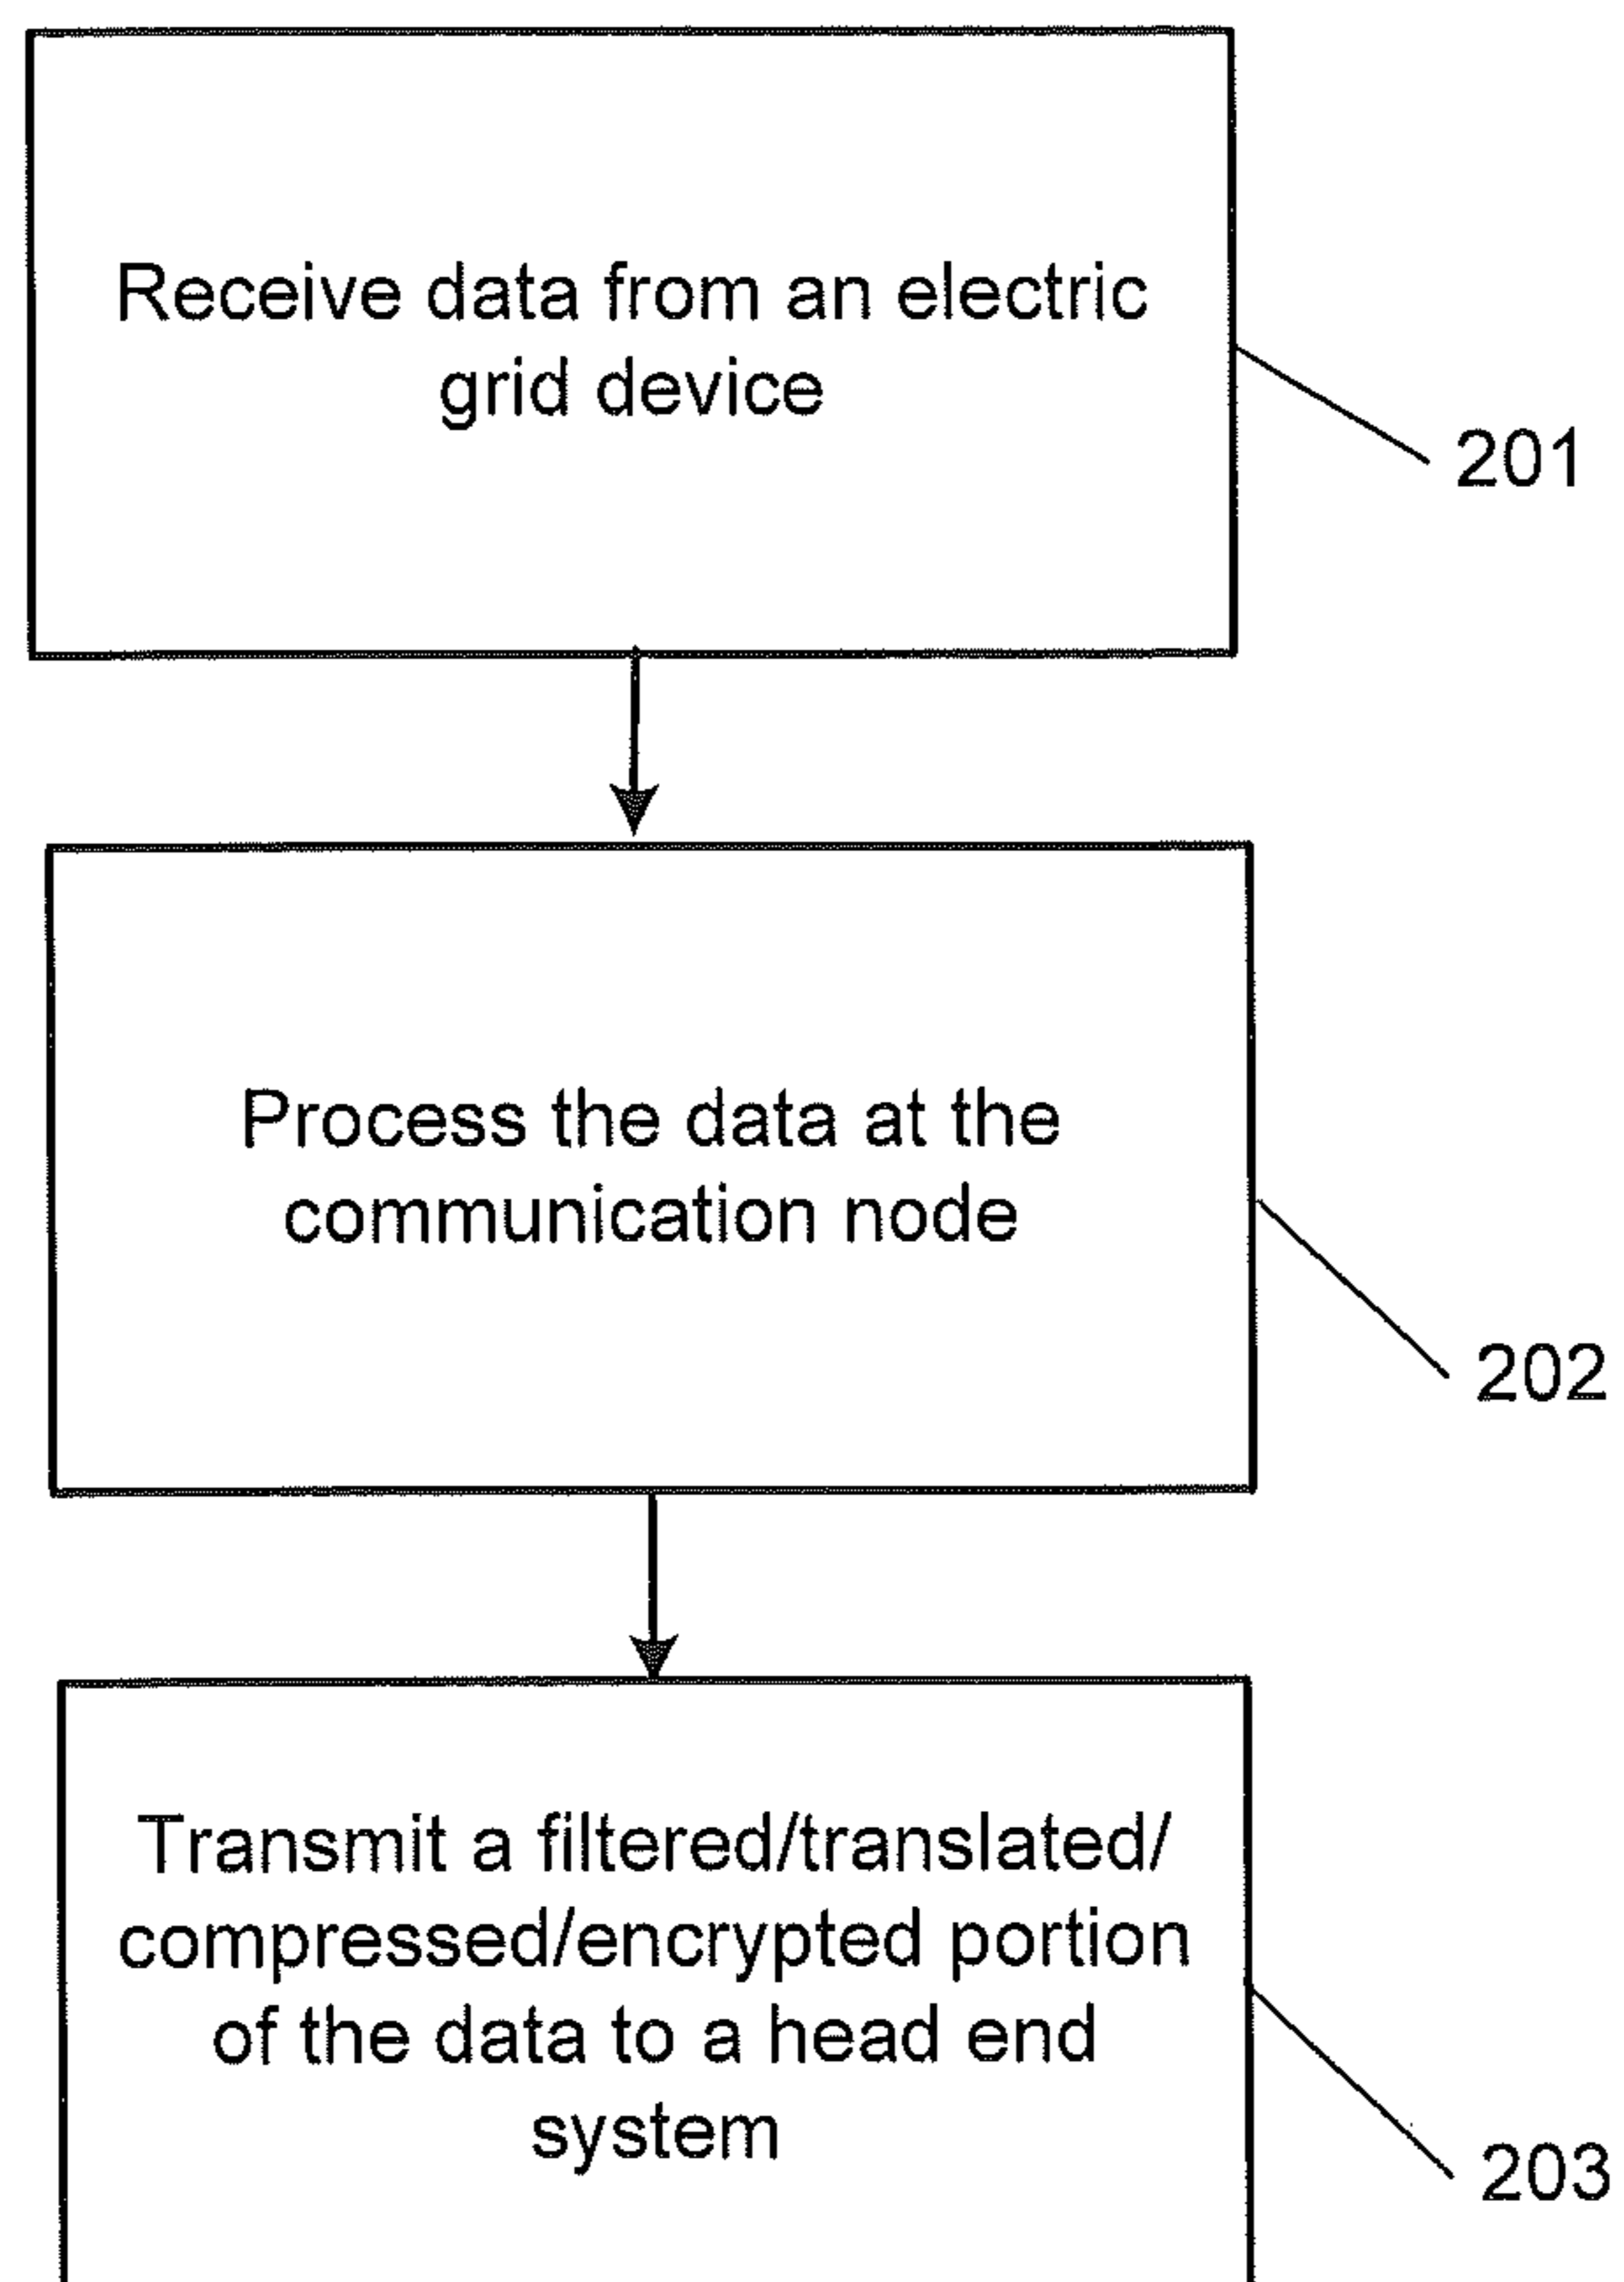 Receive data from an electric
grid device
201
Process the data at the
communication node
202
Transmit a filtered/translated/
compressed/encrypted portion
of the data to a head end
system
203